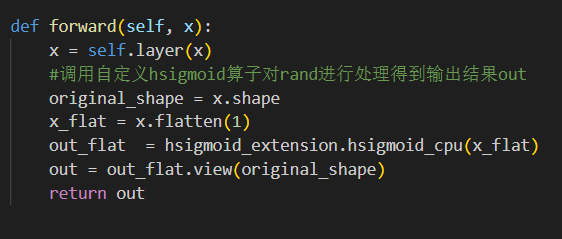 def forward(self, x):
    x = self.layer(x)
    #调用自定义hsigmoid算子对rand进行处理得到输出结果out
    original_shape = x.shape
    x_flat = x.flatten(1)
    out_flat  = hsigmoid_extension.hsigmoid_cpu(x_flat)
    out = out_flat.view(original_shape)
    return out